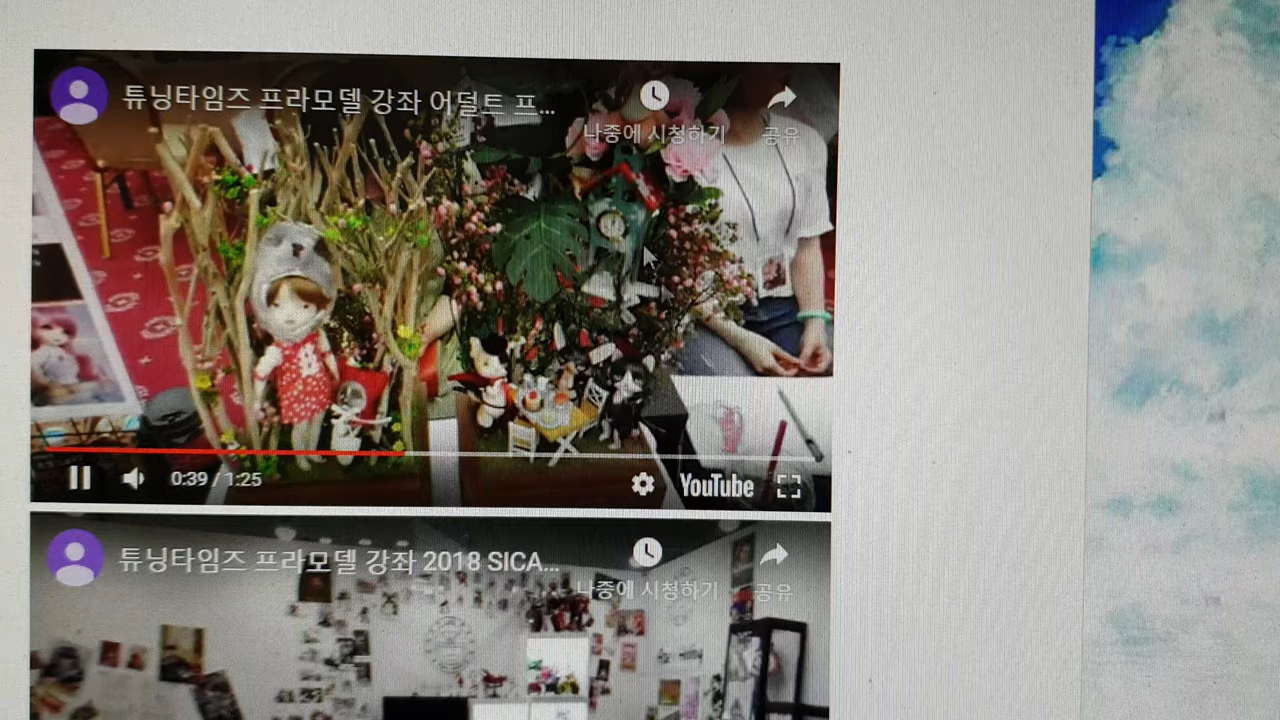 튜닝타임즈 프라모델 강좌 어덜트 프...
나중에 시청하기
공유
0:39 / 1:25
YouTube
튜닝타임즈 프라모델 강좌 2018 SICA...
나중에 시청하기
공유